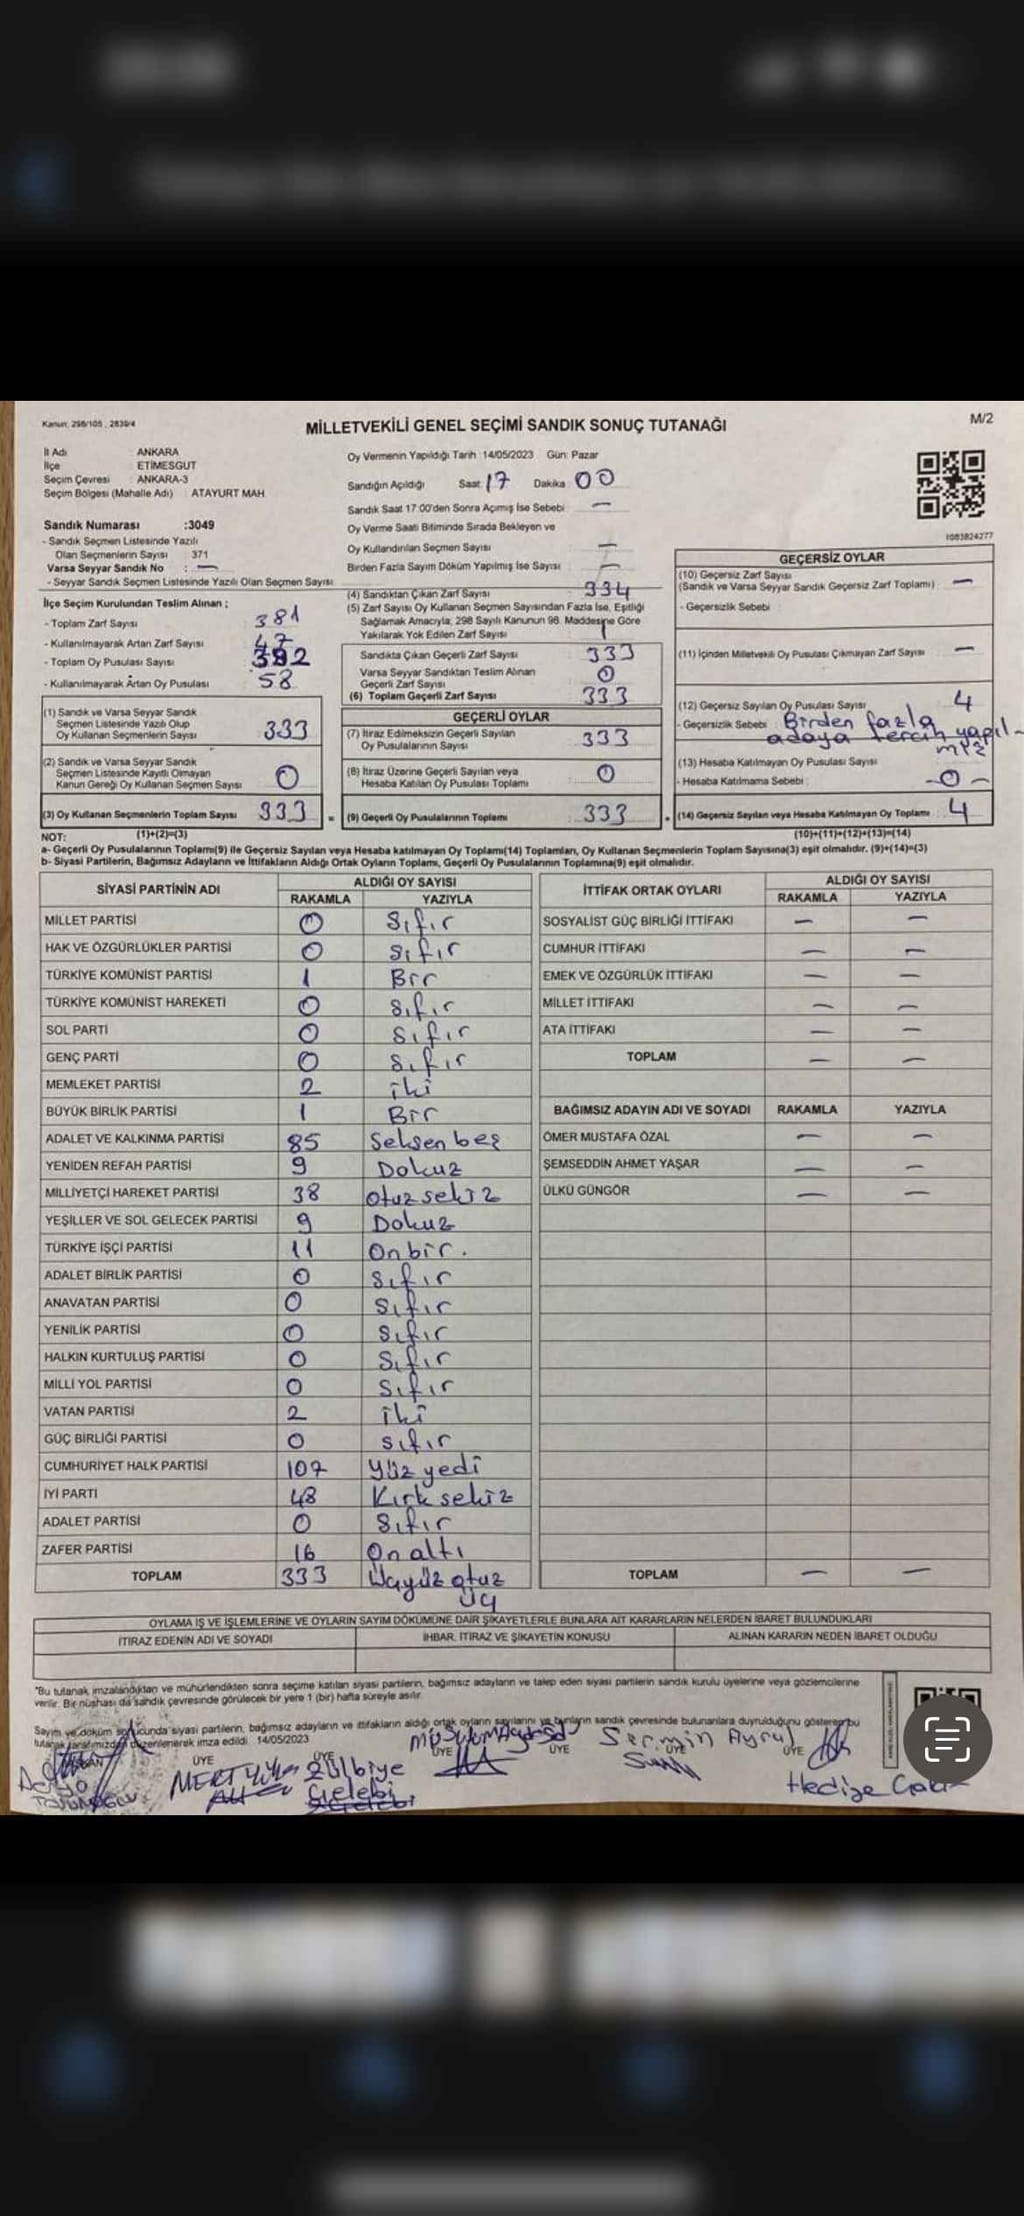 Kanun: 298/105, 2839/4
MİLLETVEKİLİ GENEL SEÇİMİ SANDIK SONUÇ TUTANAĞI
M/2
İl Adı : ANKARA
İlçe ETİMESGUT
Seçim Çevresi : ANKARA-3
Seçim Bölgesi (Mahalle Adı) : ATAYURT MAH.
Sandık Numarası :3049
- Sandık Seçmen Listesinde Yazılı
Olan Seçmenlerin Sayısı : 371
Varsa Seyyar Sandık No : —
- Seyyar Sandık Seçmen Listesinde Yazılı Olan Seçmen Sayısı
Oy Vermenin Yapıldığı Tarih :14/05/2023 Gün: Pazar
Sandığın Açıldığı Saat: 17 Dakika: 00
Sandık Saat 17:00'den Sonra Açımış İse Sebebi : —
Oy Verme Saati Bitiminde Sırada Bekleyen ve
Oy Kullandırılan Seçmen Sayısı : —
Birden Fazla Sayım Döküm Yapılmış İse Sayısı : —
1083824277
İlçe Seçim Kurulundan Teslim Alınan ;
- Toplam Zarf Sayısı : 381
- Kullanılmayarak Artan Zarf Sayısı : 47
- Toplam Oy Pusulası Sayısı : 392
- Kullanılmayarak Artan Oy Pusulası : 58
(1) Sandık ve Varsa Seyyar Sandık
Seçmen Listesinde Yazılı Olup
Oy Kullanan Seçmenlerin Sayısı : 333
(2) Sandık ve Varsa Seyyar Sandık
Seçmen Listesinde Kayıtlı Olmayan
Kanun Gereği Oy Kullanan Seçmen Sayısı : 0
(3) Oy Kullanan Seçmenlerin Toplam Sayısı : 333
(1)+(2)=(3)
(4) Sandıktan Çıkan Zarf Sayısı : 334
(5) Zarf Sayısı Oy Kullanan Seçmen Sayısından Fazla İse, Eşitliği
Sağlamak Amacıyla; 298 Sayılı Kanunun 98. Maddesine Göre
Yakılarak Yok Edilen Zarf Sayısı : 1
Sandıkta Çıkan Geçerli Zarf Sayısı : 333
Varsa Seyyar Sandıktan Teslim Alınan
Geçerli Zarf Sayısı : 0
(6) Toplam Geçerli Zarf Sayısı : 333
GEÇERLİ OYLAR
(7) İtiraz Edilmeksizin Geçerli Sayılan
Oy Pusulalarının Sayısı : 333
(8) İtiraz Üzerine Geçerli Sayılan veya
Hesaba Katılan Oy Pusulası Toplamı : 0
(9) Geçerli Oy Pusulalarının Toplamı : 333
GEÇERSİZ OYLAR
(10) Geçersiz Zarf Sayısı
(Sandık ve Varsa Seyyar Sandık Geçersiz Zarf Toplamı) : —
- Geçersizlik Sebebi :
(11) İçinden Milletvekili Oy Pusulası Çıkmayan Zarf Sayısı : —
(12) Geçersiz Sayılan Oy Pusulası Sayısı : 4
- Geçersizlik Sebebi : Birden fazla
adaya tercih yapıl-
mış
(13) Hesaba Katılmayan Oy Pusulası Sayısı
- Hesaba Katılmama Sebebi : -0-
(14) Geçersiz Sayılan veya Hesaba Katılmayan Oy Toplamı : 4
(10)+(11)+(12)+(13)=(14)
NOT:
a- Geçerli Oy Pusulalarının Toplamı(9) ile Geçersiz Sayılan veya Hesaba katılmayan Oy Toplamı(14) Toplamları, Oy Kullanan Seçmenlerin Toplam Sayısına(3) eşit olmalıdır. (9)+(14)=(3)
b- Siyasi Partilerin, Bağımsız Adayların ve İttifakların Aldığı Ortak Oyların Toplamı, Geçerli Oy Pusulalarının Toplamına(9) eşit olmalıdır.
SİYASİ PARTİNİN ADI ALDIĞI OY SAYISI
RAKAMLA YAZIYLA
MİLLET PARTİSİ 0 Sıfır
HAK VE ÖZGÜRLÜKLER PARTİSİ 0 Sıfır
TÜRKİYE KOMÜNİST PARTİSİ 1 Bir
TÜRKİYE KOMÜNİST HAREKETİ 0 Sıfır
SOL PARTİ 0 Sıfır
GENÇ PARTİ 0 Sıfır
MEMLEKET PARTİSİ 2 iki
BÜYÜK BİRLİK PARTİSİ 1 Bir
ADALET VE KALKINMA PARTİSİ 85 Seksen beş
YENİDEN REFAH PARTİSİ 9 Dokuz
MİLLİYETÇİ HAREKET PARTİSİ 38 Otuz sekiz
YEŞİLLER VE SOL GELECEK PARTİSİ 9 Dokuz
TÜRKİYE İŞÇİ PARTİSİ 11 On bir.
ADALET BİRLİK PARTİSİ 0 Sıfır
ANAVATAN PARTİSİ 0 Sıfır
YENİLİK PARTİSİ 0 Sıfır
HALKIN KURTULUŞ PARTİSİ 0 Sıfır
MİLLİ YOL PARTİSİ 0 Sıfır
VATAN PARTİSİ 2 iki
GÜÇ BİRLİĞİ PARTİSİ 0 sıfır
CUMHURİYET HALK PARTİSİ 107 Yüz yedi
İYİ PARTİ 48 Kırk sekiz
ADALET PARTİSİ 0 Sıfır
ZAFER PARTİSİ 16 On altı
TOPLAM 333 Üçyüz otuz
üç
İTTİFAK ORTAK OYLARI ALDIĞI OY SAYISI
RAKAMLA YAZIYLA
SOSYALİST GÜÇ BİRLİĞİ İTTİFAKI — —
CUMHUR İTTİFAKI — —
EMEK VE ÖZGÜRLÜK İTTİFAKI — —
MİLLET İTTİFAKI — —
ATA İTTİFAKI — —
TOPLAM — —
BAĞIMSIZ ADAYIN ADI VE SOYADI RAKAMLA YAZIYLA
ÖMER MUSTAFA ÖZAL — —
ŞEMSEDDİN AHMET YAŞAR — —
ÜLKÜ GÜNGÖR — —
TOPLAM — —
OYLAMA İŞ VE İŞLEMLERİNE VE OYLARIN SAYIM DÖKÜMÜNE DAİR ŞİKAYETLERLE BUNLARA AİT KARARLARIN NELERDEN İBARET BULUNDUKLARI
İTİRAZ EDENİN ADI VE SOYADI İHBAR, İTİRAZ VE ŞİKAYETİN KONUSU ALINAN KARARIN NEDEN İBARET OLDUĞU
"Bu tutanak imzalandıktan ve mühürlendikten sonra seçime katılan siyasi partilerin, bağımsız adayların ve talep eden siyasi partilerin sandık kurulu üyelerine veya gözlemcilerine
verilir. Bir nüshası da sandık çevresinde görülecek bir yere 1 (bir) hafta süreyle asılır.
Sayım ve döküm sonucunda siyasi partilerin, bağımsız adayların ve ittifakların aldığı ortak oyların sayılarını ve bunların sandık çevresinde bulunanlara duyrulduğunu gösteren bu
tutanak tarafımızdan düzenlenerek imza edildi. 14/05/2023
ÜYE ÜYE ÜYE ÜYE ÜYE ÜYE
Zülbiye
Çelebi
Sermin Ayral
Hediye